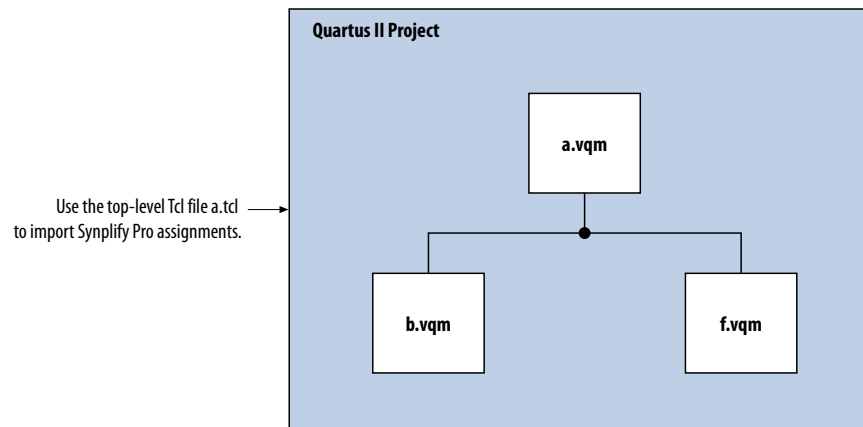 Quartus II Project
a.vqm
Use the top-level Tcl file a.tcl
to import Synplify Pro assignments.
b.vqm
f.vqm